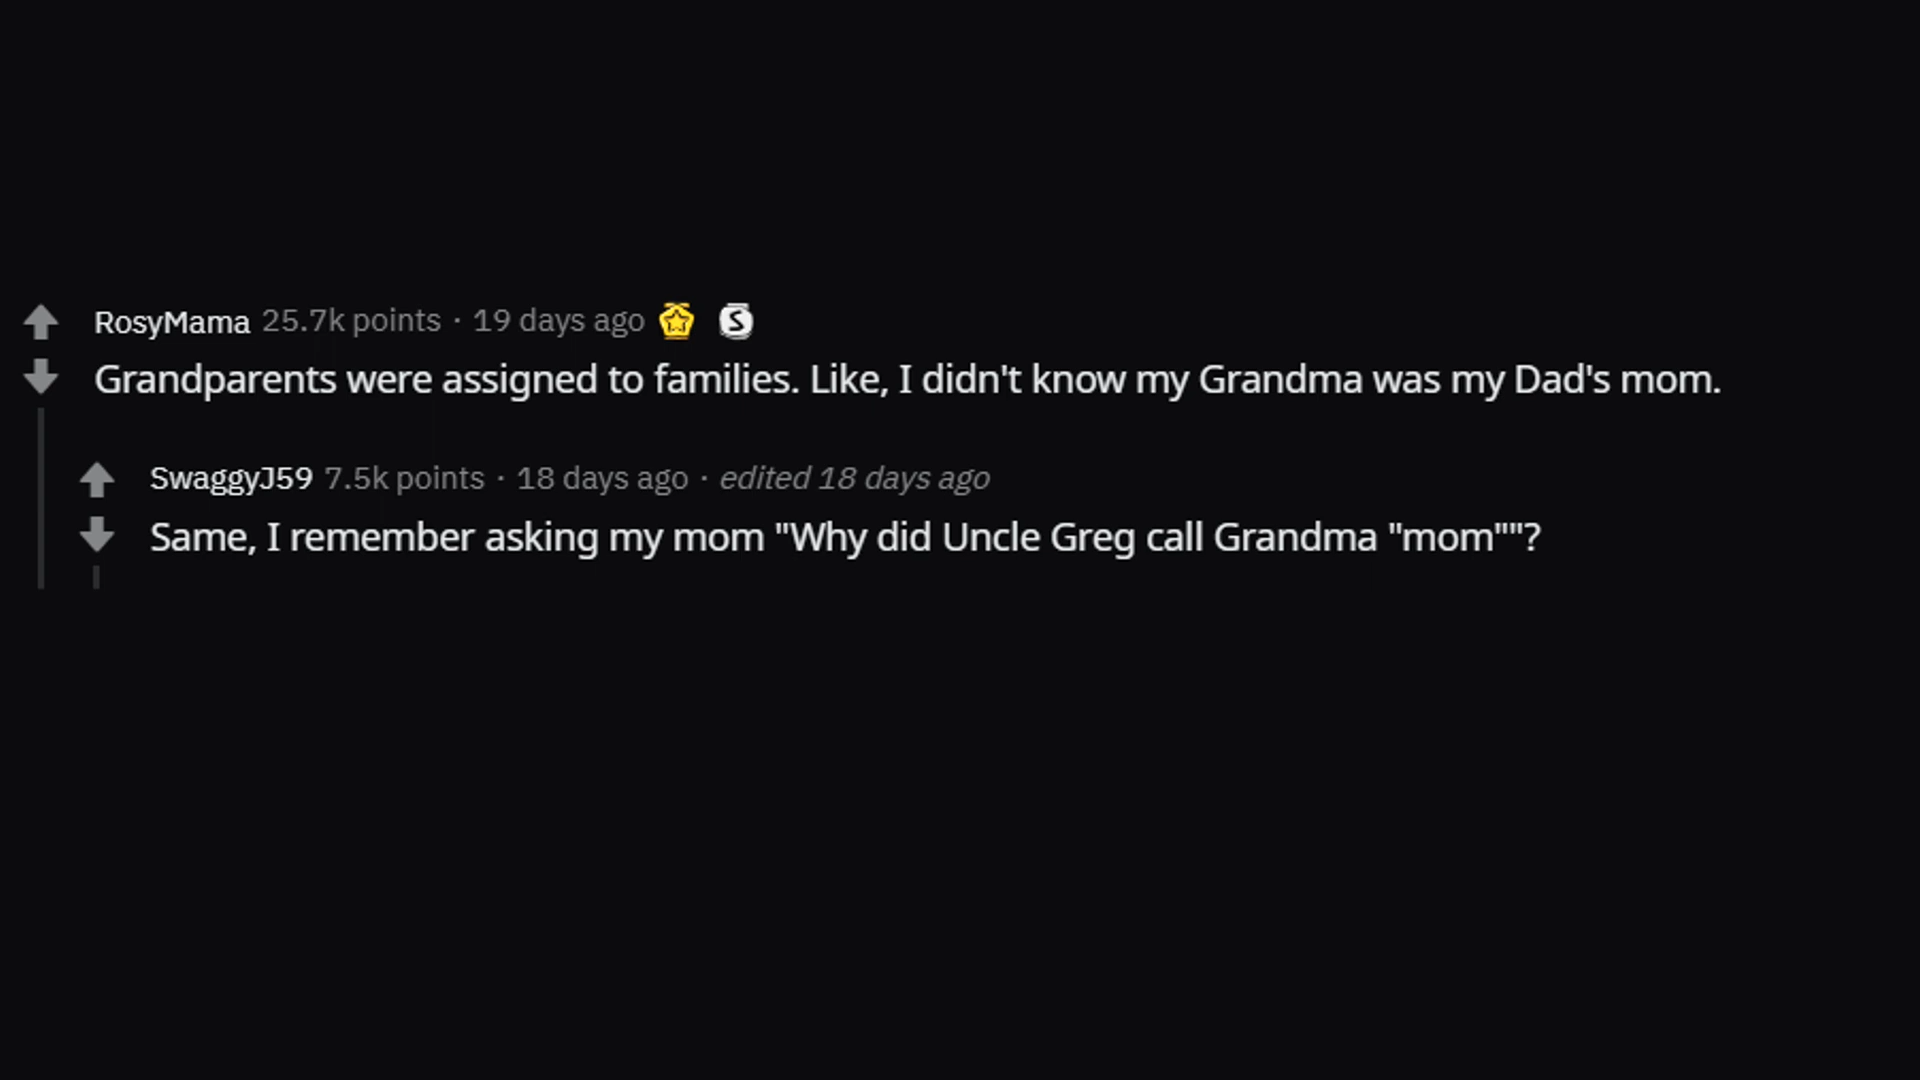 RosyMama 25.7k points · 19 days ago S
Grandparents were assigned to families. Like, I didn't know my Grandma was my Dad's mom.
SwaggyJ59 7.5k points · 18 days ago · edited 18 days ago
Same, I remember asking my mom "Why did Uncle Greg call Grandma "mom""?